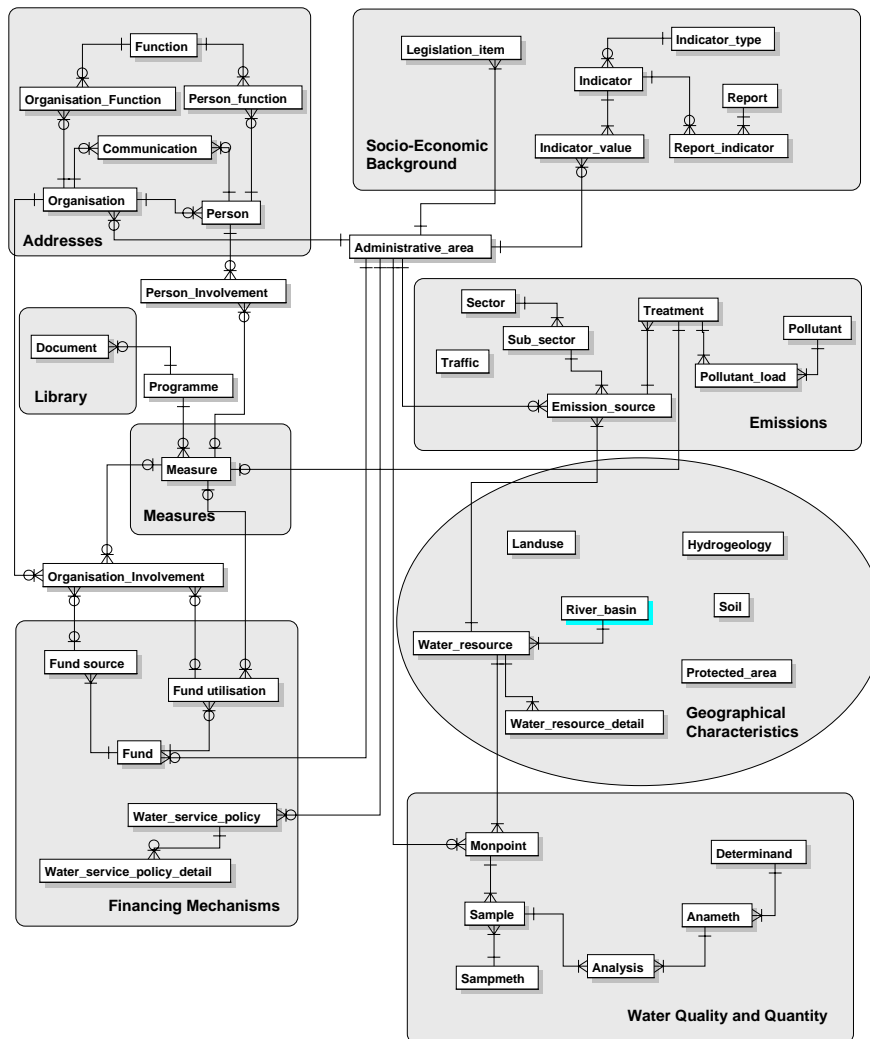 Function
Organisation_Function
Person_function
Communication
Organisation
Person
Addresses
Legislation_item
Indicator_type
Indicator
Report
Indicator_value
Report_indicator
Socio-Economic
Background
Administrative_area
Person_Involvement
Document
Library
Programme
Measure
Measures
Sector
Treatment
Sub_sector
Pollutant
Traffic
Pollutant_load
Emission_source
Emissions
Landuse
Hydrogeology
River_basin
Soil
Water_resource
Protected_area
Water_resource_detail
Geographical
Characteristics
Organisation_Involvement
Fund source
Fund utilisation
Fund
Water_service_policy
Water_service_policy_detail
Financing Mechanisms
Monpoint
Determinand
Sample
Anameth
Analysis
Sampmeth
Water Quality and Quantity